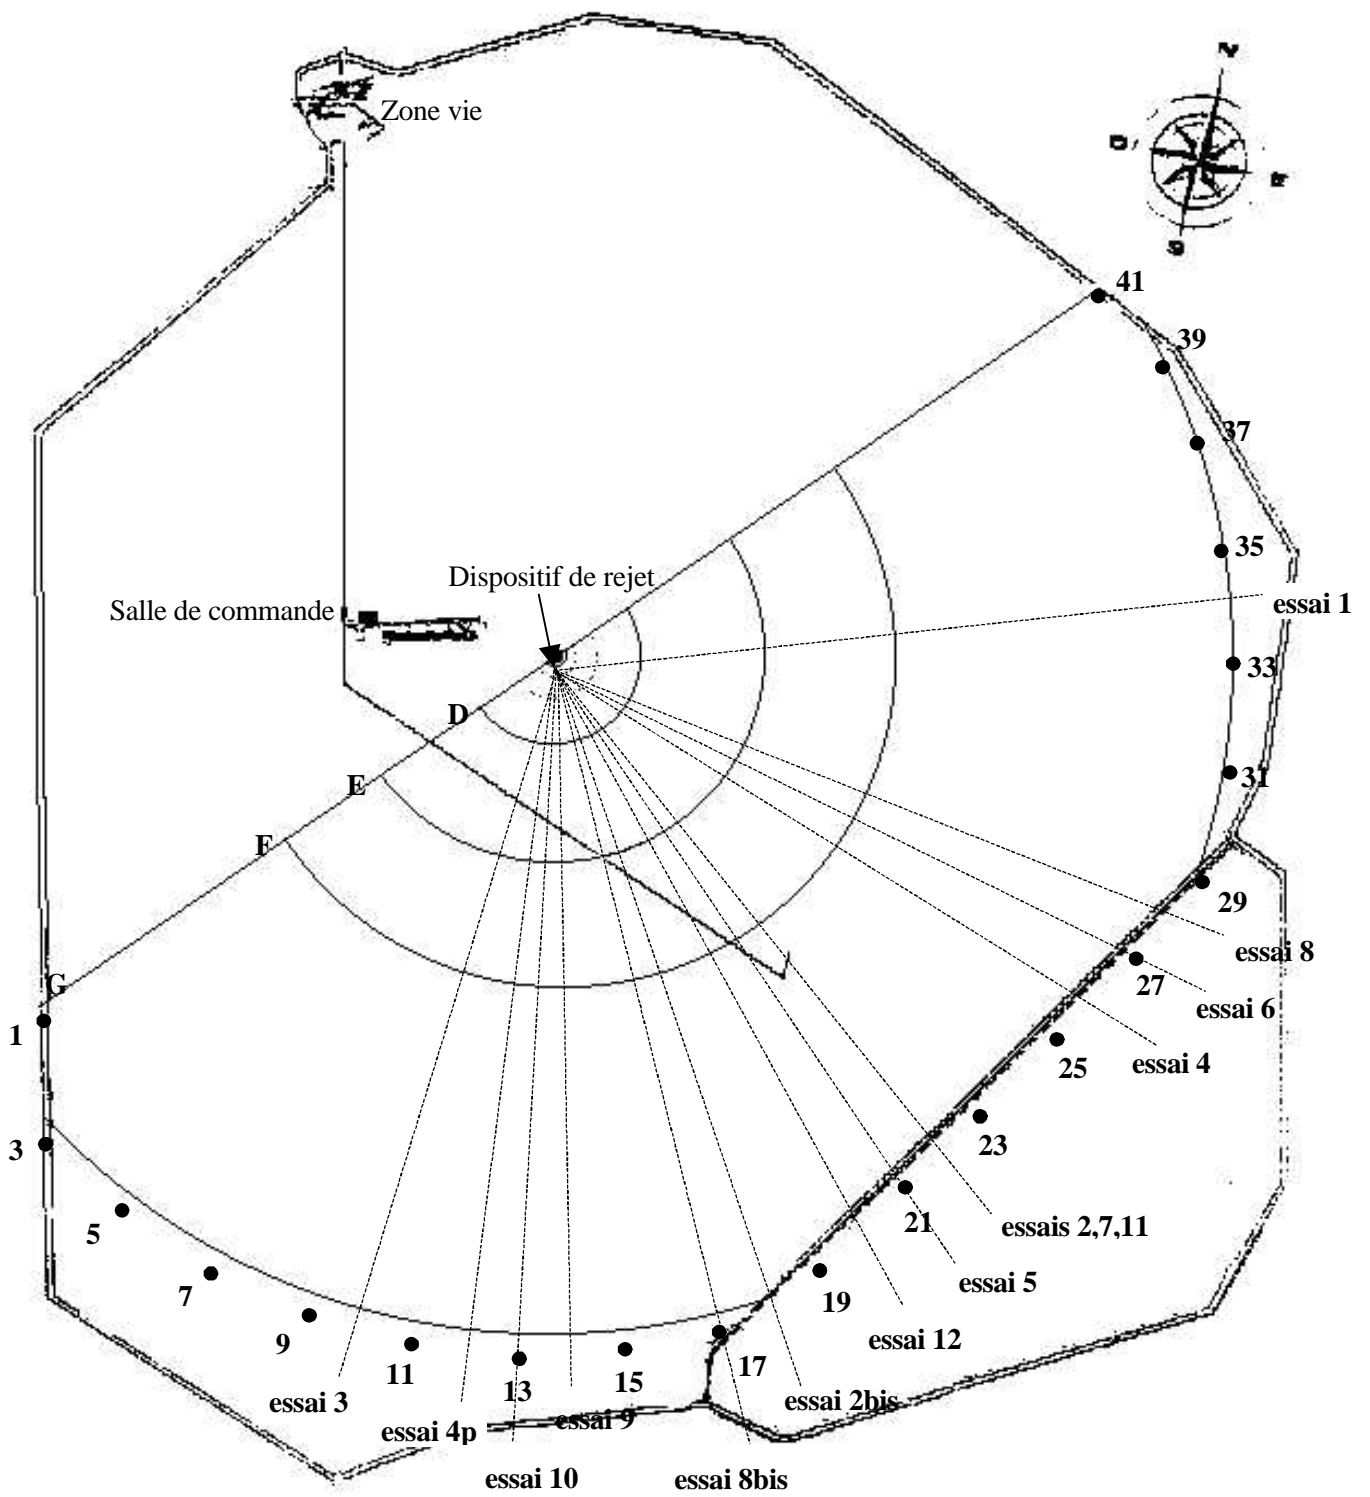 N
Zone vie
O
E
S
41
39
37
35
Dispositif de rejet
Salle de commande
essai 1
33
D
31
E
F
29
essai 8
G
27
essai 6
1
25
essai 4
3
23
5
21
essais 2,7,11
7
19
essai 5
9
essai 12
11
13
15
17
essai 3
essai 2bis
essai 4p
essai 9
essai 10
essai 8bis